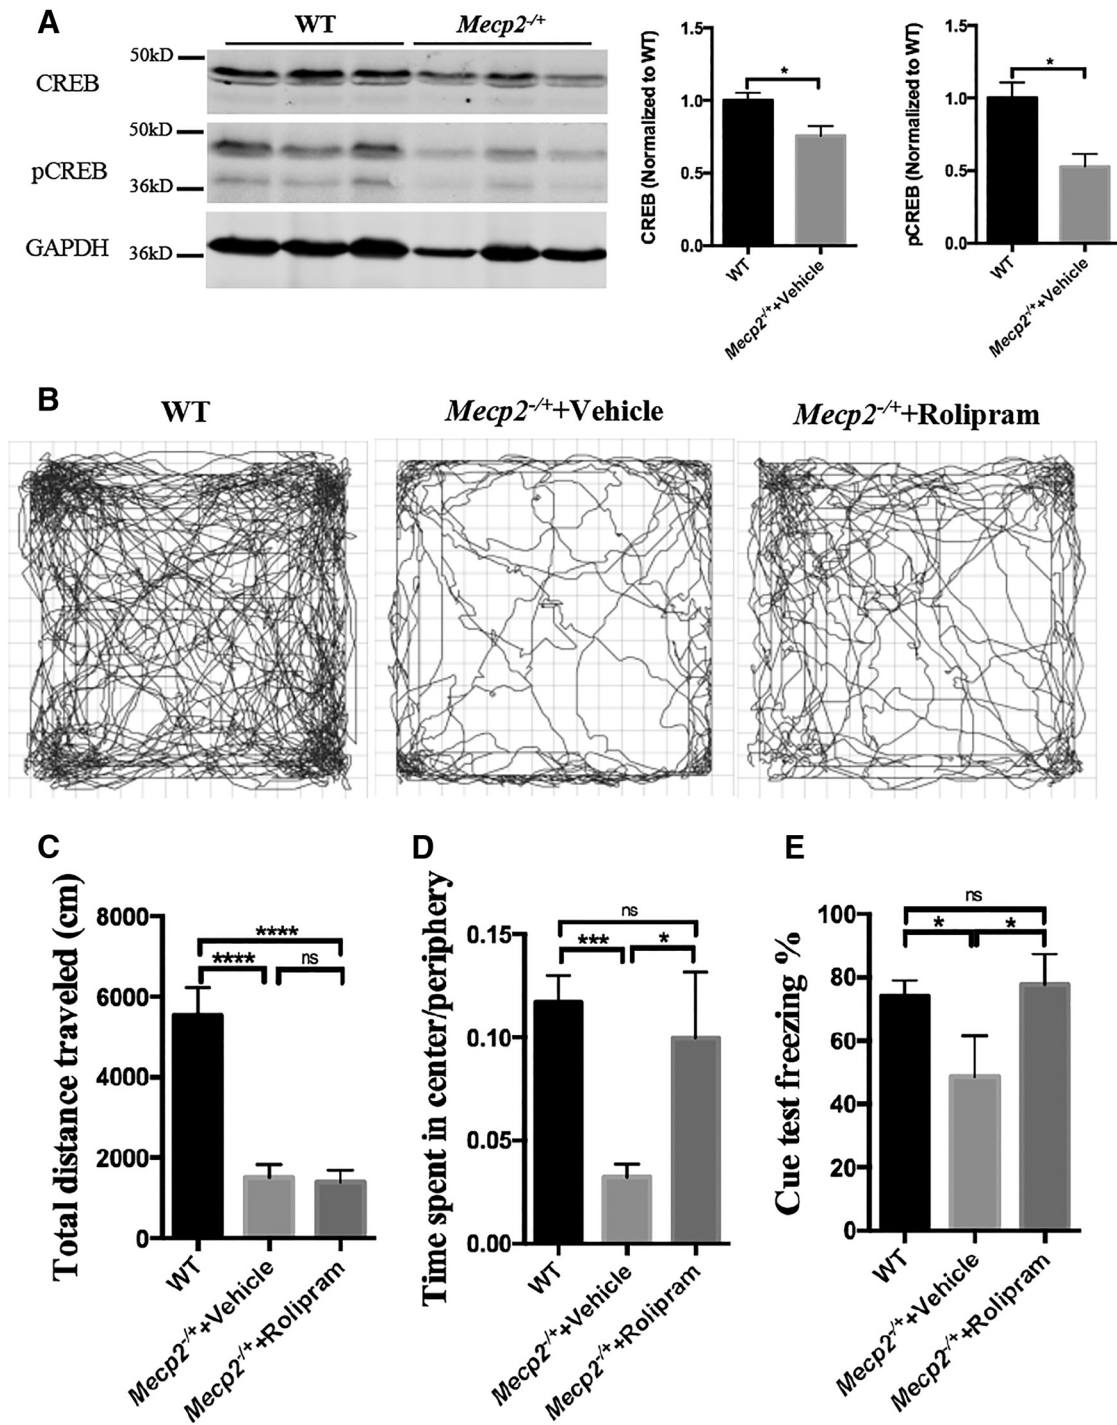 A
WT
Mecp2-/+
CREB
50kD
pCREB
50kD
36kD
GAPDH
36kD
CREB (Normalized to WT)
1.5
1.0
0.5
0.0
*
WT
Mecp2-/++Vehicle
pCREB (Normalized to WT)
1.5
1.0
0.5
0.0
*
WT
Mecp2-/++Vehicle
B
WT
Mecp2-/++Vehicle
Mecp2-/++Rolipram
C
Total distance traveled (cm)
8000
6000
4000
2000
0
****
****
ns
WT
Mecp2-/++Vehicle
Mecp2-/++Rolipram
D
Time spent in center/periphery
0.15
0.10
0.05
0.00
ns
***
*
WT
Mecp2-/++Vehicle
Mecp2-/++Rolipram
E
Cue test freezing %
100
80
60
40
20
0
ns
*
*
WT
Mecp2-/++Vehicle
Mecp2-/++Rolipram